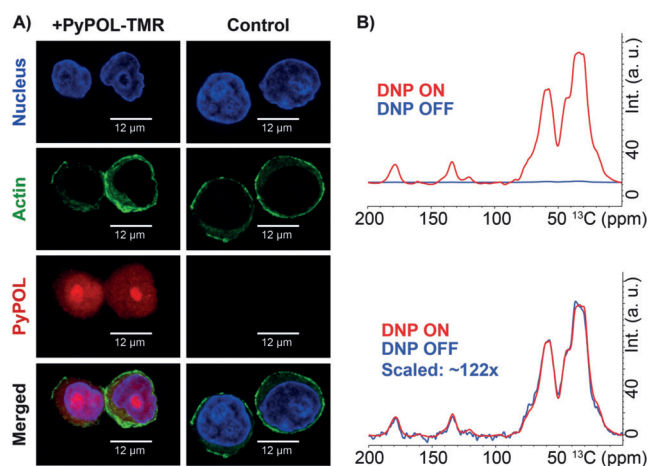 A)
+PyPOL-TMR
Control
Nucleus
12 µm
12 µm
Actin
12 µm
12 µm
PyPOL
12 µm
12 µm
Merged
12 µm
12 µm
B)
DNP ON
DNP OFF
Int. (a. u.)
40
0
200 150 100 50 ¹³C (ppm)
DNP ON
DNP OFF
Scaled: ~122x
Int. (a. u.)
40
0
200 150 100 50 ¹³C (ppm)